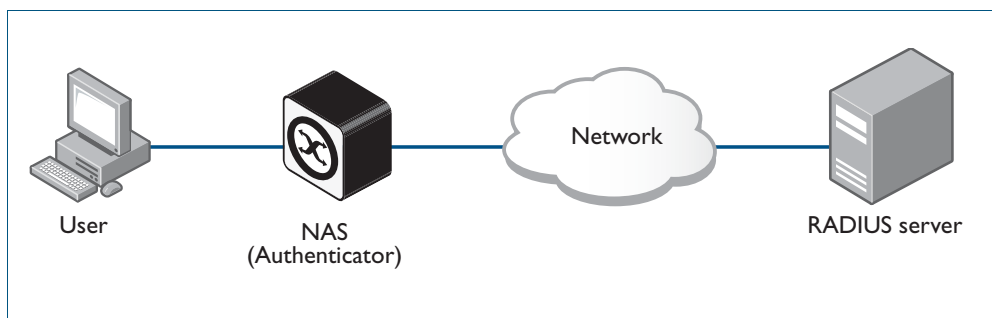 Network
User
NAS
(Authenticator)
RADIUS server